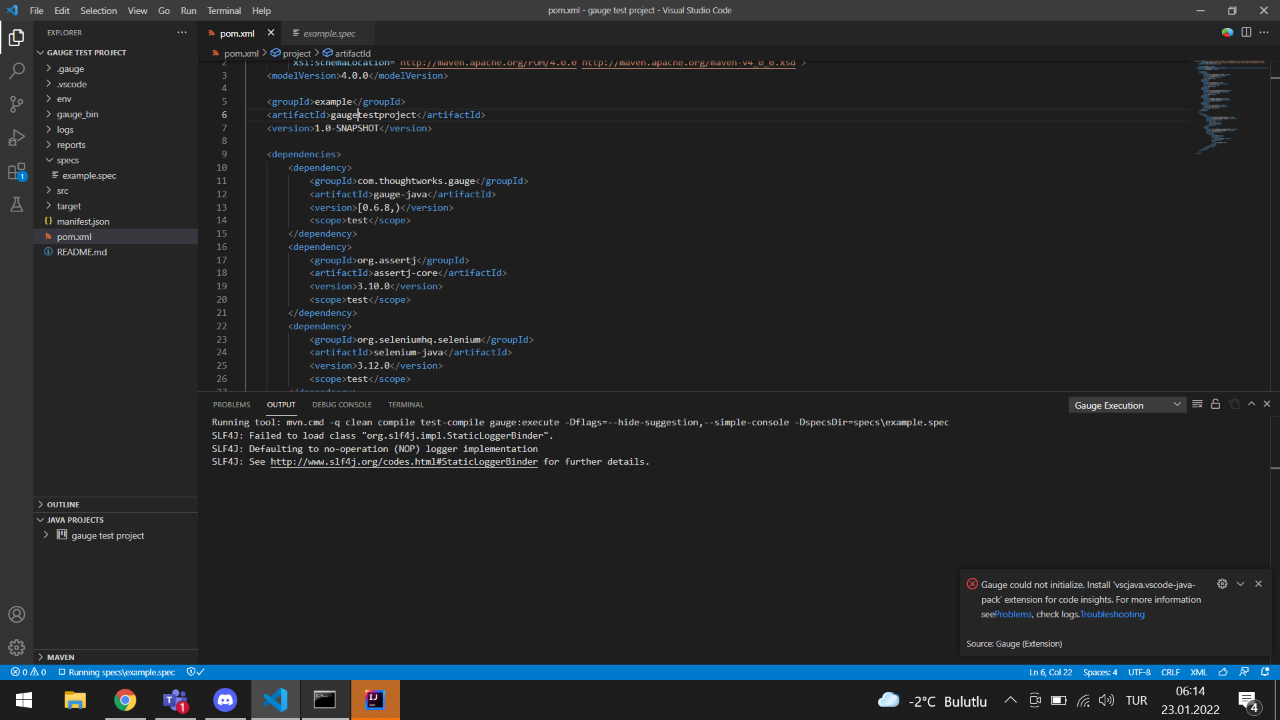 File Edit Selection View Go Run Terminal Help
pom.xml - gauge test project - Visual Studio Code
EXPLORER
GAUGE TEST PROJECT
.gauge
.vscode
env
gauge_bin
logs
reports
specs
example.spec
src
target
manifest.json
pom.xml
README.md
OUTLINE
JAVA PROJECTS
gauge test project
MAVEN
pom.xml
example.spec
pom.xml > project > artifactId
2 xsi:schemaLocation="http://maven.apache.org/POM/4.0.0 http://maven.apache.org/maven-v4_0_0.xsd">
3 <modelVersion>4.0.0</modelVersion>
4
5 <groupId>example</groupId>
6 <artifactId>gaugetestproject</artifactId>
7 <version>1.0-SNAPSHOT</version>
8
9 <dependencies>
10 <dependency>
11 <groupId>com.thoughtworks.gauge</groupId>
12 <artifactId>gauge-java</artifactId>
13 <version>[0.6.8,)</version>
14 <scope>test</scope>
15 </dependency>
16 <dependency>
17 <groupId>org.assertj</groupId>
18 <artifactId>assertj-core</artifactId>
19 <version>3.10.0</version>
20 <scope>test</scope>
21 </dependency>
22 <dependency>
23 <groupId>org.seleniumhq.selenium</groupId>
24 <artifactId>selenium-java</artifactId>
25 <version>3.12.0</version>
26 <scope>test</scope>
27 </dependency>
PROBLEMS OUTPUT DEBUG CONSOLE TERMINAL
Gauge Execution
Running tool: mvn.cmd -q clean compile test-compile gauge:execute -Dflags=--hide-suggestion,--simple-console -DspecsDir=specs\example.spec
SLF4J: Failed to load class "org.slf4j.impl.StaticLoggerBinder".
SLF4J: Defaulting to no-operation (NOP) logger implementation
SLF4J: See http://www.slf4j.org/codes.html#StaticLoggerBinder for further details.
Gauge could not initialize. Install 'vscjava.vscode-java-
pack' extension for code insights. For more information
seeProblems, check logs.Troubleshooting
Source: Gauge (Extension)
0 0 Running specs\example.spec
Ln 6, Col 22 Spaces: 4 UTF-8 CRLF XML
1
1
IJ
-2°C Bulutlu
TUR
06:14
23.01.2022
4